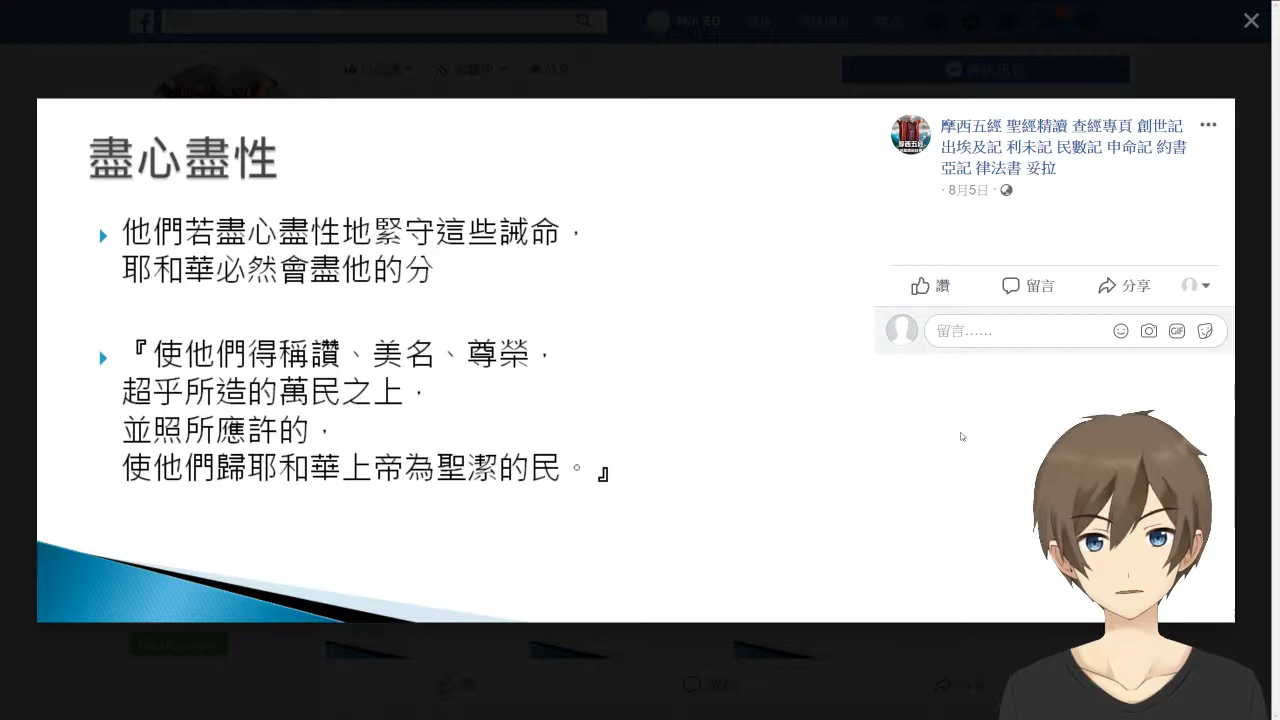 Min SO
盡心盡性
他們若盡心盡性地緊守這些誡命，
耶和華必然會盡他的分
『使他們得稱讚、美名、尊榮，
超乎所造的萬民之上，
並照所應許的，
使他們歸耶和華上帝為聖潔的民。』
摩西五經 聖經精讀 查經專頁 創世記
出埃及記 利未記 民數記 申命記 約書
亞記 律法書 妥拉
· 8月5日 ·
讚 留言 分享
留言……
GIF